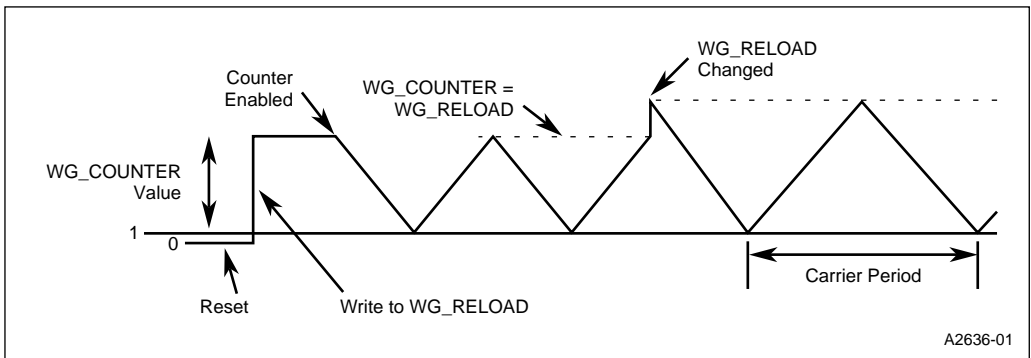 WG_RELOAD
Changed
Counter
Enabled
WG_COUNTER =
WG_RELOAD
WG_COUNTER
Value
1
0
Reset
Write to WG_RELOAD
Carrier Period
A2636-01